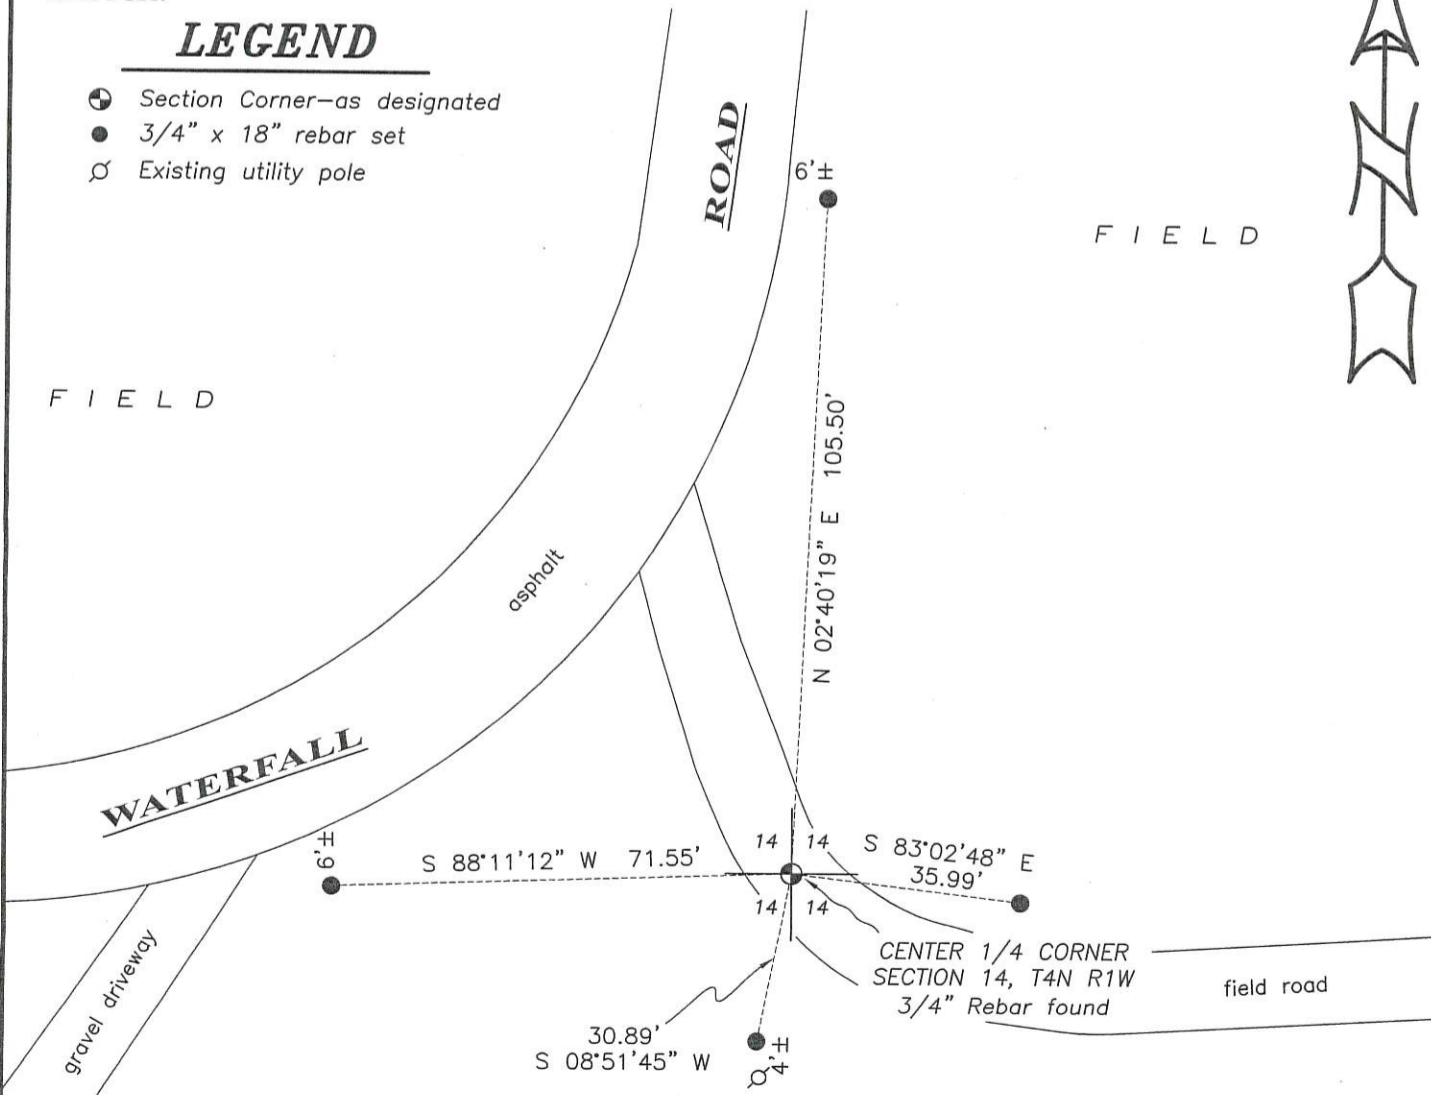 LEGEND
Section Corner-as designated
3/4" x 18" rebar set
Existing utility pole
ROAD
6'±
FIELD
FIELD
N 02°40'19" E 105.50'
asphalt
WATERFALL
6'±
S 88°11'12" W 71.55'
14 14
S 83°02'48" E
35.99'
14 14
CENTER 1/4 CORNER
SECTION 14, T4N R1W
3/4" Rebar found
field road
gravel driveway
30.89'
S 08°51'45" W
4'±
N